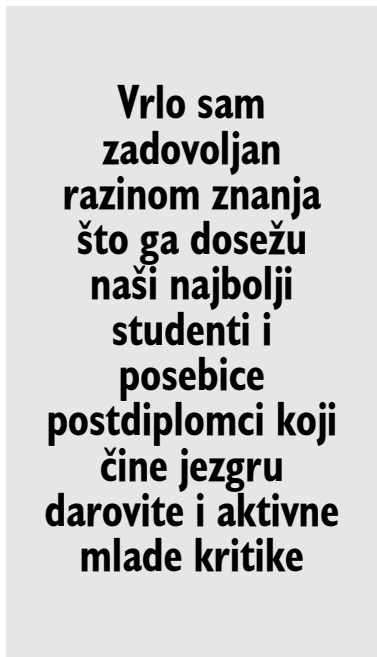 Vrlo sam
zadovoljan
razinom znanja
što ga dosežu
naši najbolji
studenti i
posebice
postdiplomci koji
čine jezgru
darovite i aktivne
mlade kritike